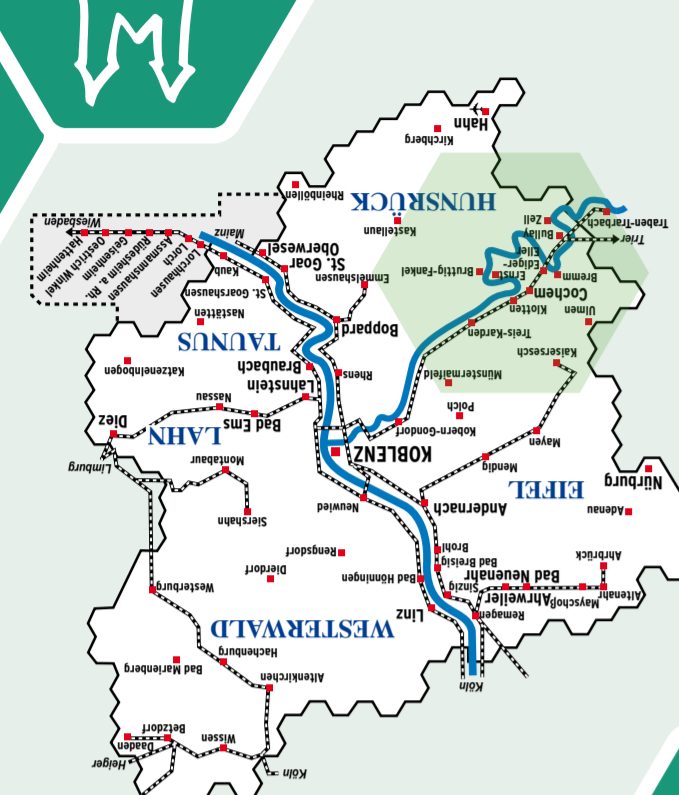 Köln
Heiger
Daaden
Betzdorf
Wissen
Altenkirchen
Köln
Bad Marienberg
Hachenburg
WESTERWALD
Linz
Remagen
Ahrweiler
Mayschoß
Altenahr
Sinzig
Bad Neuenahr
Westerburg
Dierdorf
Bad Hönningen
Bad Breisig
Ahrbrück
Rengsdorf
Brohl
Siershahn
Neuwied
Andernach
Adenau
EIFEL
Nürburg
Limburg
Montabaur
KOBLENZ
Mendig
Mayen
Diez
LAHN
Bad Ems
Kobern-Gondorf
Polch
Nassau
Lahnstein
Rhens
Münstermaifeld
Katzenelnbogen
Braubach
Kaisersesch
TAUNUS
Boppard
Treis-Karden
Nastätten
Klotten
Ulmen
St. Goarshausen
Cochem
Hattenheim
Oestrich Winkel
Geisenheim
Rüdesheim a. Rh.
Assmannshausen
Lorch
Lorchhausen
Kaub
Emmelshausen
Bruttig-Fankel
Ernst
Bremm
St. Goar
Ediger-
Eller
Oberwesel
Trier
Wiesbaden
Mainz
Kastellaun
Bullay
Traben-Trarbach
Zell
HUNSRÜCK
Rheinböllen
Kirchberg
Hahn